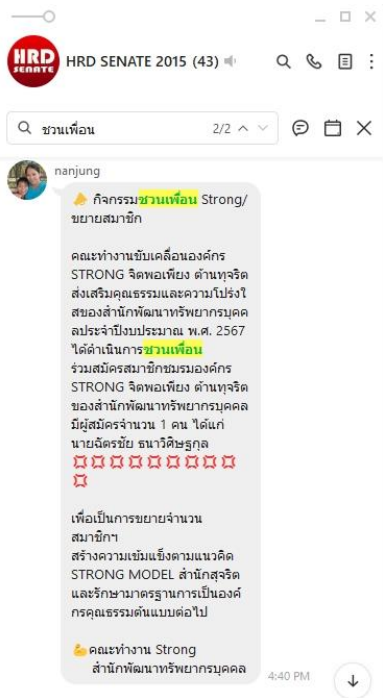 HRD
SENATE
HRD SENATE 2015 (43)
ชวนเพื่อน
2/2
nanjung
กิจกรรมชวนเพื่อน Strong/
ขยายสมาชิก
คณะทำงานขับเคลื่อนองค์กร
STRONG จิตพอเพียง ต้านทุจริต
ส่งเสริมคุณธรรมและความโปร่งใ
สของสำนักพัฒนาทรัพยากรบุคค
ลประจำปีงบประมาณ พ.ศ. 2567
ได้ดำเนินการชวนเพื่อน
ร่วมสมัครสมาชิกชมรมองค์กร
STRONG จิตพอเพียง ต้านทุจริต
ของสำนักพัฒนาทรัพยากรบุคคล
มีผู้สมัครจำนวน 1 คน ได้แก่
นายฉัตรชัย ธนาวิศิษฐกุล
เพื่อเป็นการขยายจำนวน
สมาชิกฯ
สร้างความเข้มแข็งตามแนวคิด
STRONG MODEL สำนักสุจริต
และรักษามาตรฐานการเป็นองค์
กรคุณธรรมต้นแบบต่อไป
คณะทำงาน Strong
สำนักพัฒนาทรัพยากรบุคคล
4:40 PM